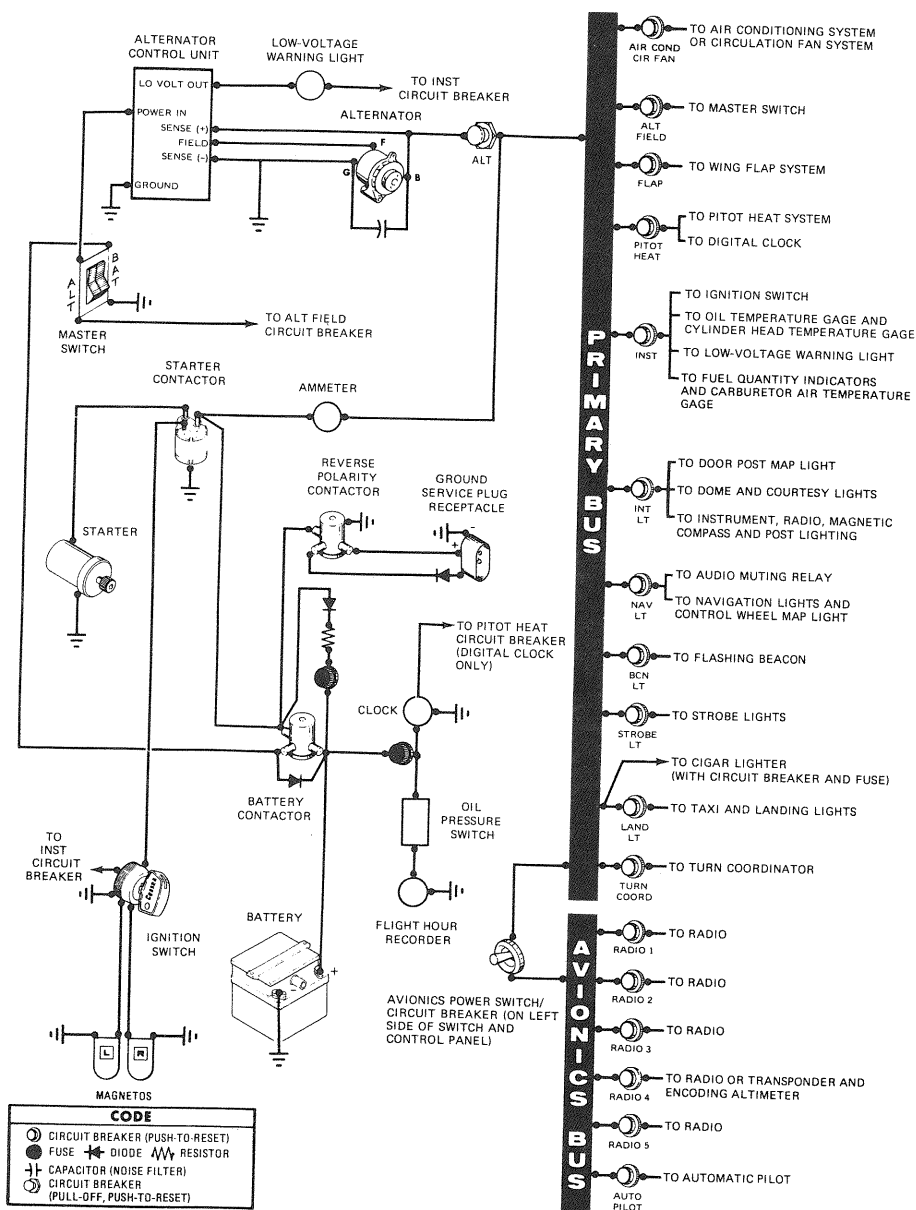 ALTERNATOR
CONTROL UNIT
LOW-VOLTAGE
WARNING LIGHT
LO VOLT OUT
POWER IN
SENSE (+)
FIELD
SENSE (-)
GROUND
TO INST
CIRCUIT BREAKER
ALTERNATOR
F
G
B
ALT
ALT
BAT
MASTER
SWITCH
TO ALT FIELD
CIRCUIT BREAKER
STARTER
CONTACTOR
AMMETER
REVERSE
POLARITY
CONTACTOR
GROUND
SERVICE PLUG
RECEPTACLE
-
+
STARTER
TO PITOT HEAT
CIRCUIT BREAKER
(DIGITAL CLOCK
ONLY)
CLOCK
BATTERY
CONTACTOR
OIL
PRESSURE
SWITCH
TO
INST
CIRCUIT
BREAKER
Cessna
IGNITION
SWITCH
BATTERY
+
FLIGHT HOUR
RECORDER
AVIONICS POWER SWITCH/
CIRCUIT BREAKER (ON LEFT
SIDE OF SWITCH AND
CONTROL PANEL)
L
R
MAGNETOS
CODE
CIRCUIT BREAKER (PUSH-TO-RESET)
FUSE DIODE RESISTOR
CAPACITOR (NOISE FILTER)
CIRCUIT BREAKER
(PULL-OFF, PUSH-TO-RESET)
PRIMARY BUS
AIR COND
CIR FAN
TO AIR CONDITIONING SYSTEM
OR CIRCULATION FAN SYSTEM
ALT
FIELD
TO MASTER SWITCH
FLAP
TO WING FLAP SYSTEM
PITOT
HEAT
TO PITOT HEAT SYSTEM
TO DIGITAL CLOCK
INST
TO IGNITION SWITCH
TO OIL TEMPERATURE GAGE AND
CYLINDER HEAD TEMPERATURE GAGE
TO LOW-VOLTAGE WARNING LIGHT
TO FUEL QUANTITY INDICATORS
AND CARBURETOR AIR TEMPERATURE
GAGE
INT
LT
TO DOOR POST MAP LIGHT
TO DOME AND COURTESY LIGHTS
TO INSTRUMENT, RADIO, MAGNETIC
COMPASS AND POST LIGHTING
NAV
LT
TO AUDIO MUTING RELAY
TO NAVIGATION LIGHTS AND
CONTROL WHEEL MAP LIGHT
BCN
LT
TO FLASHING BEACON
STROBE
LT
TO STROBE LIGHTS
TO CIGAR LIGHTER
(WITH CIRCUIT BREAKER AND FUSE)
LAND
LT
TO TAXI AND LANDING LIGHTS
TURN
COORD
TO TURN COORDINATOR
AVIONICS BUS
RADIO 1
TO RADIO
RADIO 2
TO RADIO
RADIO 3
TO RADIO
RADIO 4
TO RADIO OR TRANSPONDER AND
ENCODING ALTIMETER
RADIO 5
TO RADIO
AUTO
PILOT
TO AUTOMATIC PILOT